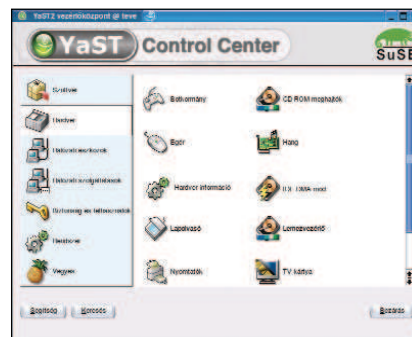 YaST2 vezérlőközpont @ teve
YaST Control Center
SuSE
Szoftver
Hardver
Hálózati eszközök
Hálózati szolgáltatások
Biztonság és felhasználók
Rendszer
Vegyes
Botkormány
CD ROM meghajtók
Egér
Hang
Hardver információ
IDE DMA mód
Lapolvasó
Lemezvezérlő
Nyomtatók
TV kártya
Segítség
Keresés
Bezárás